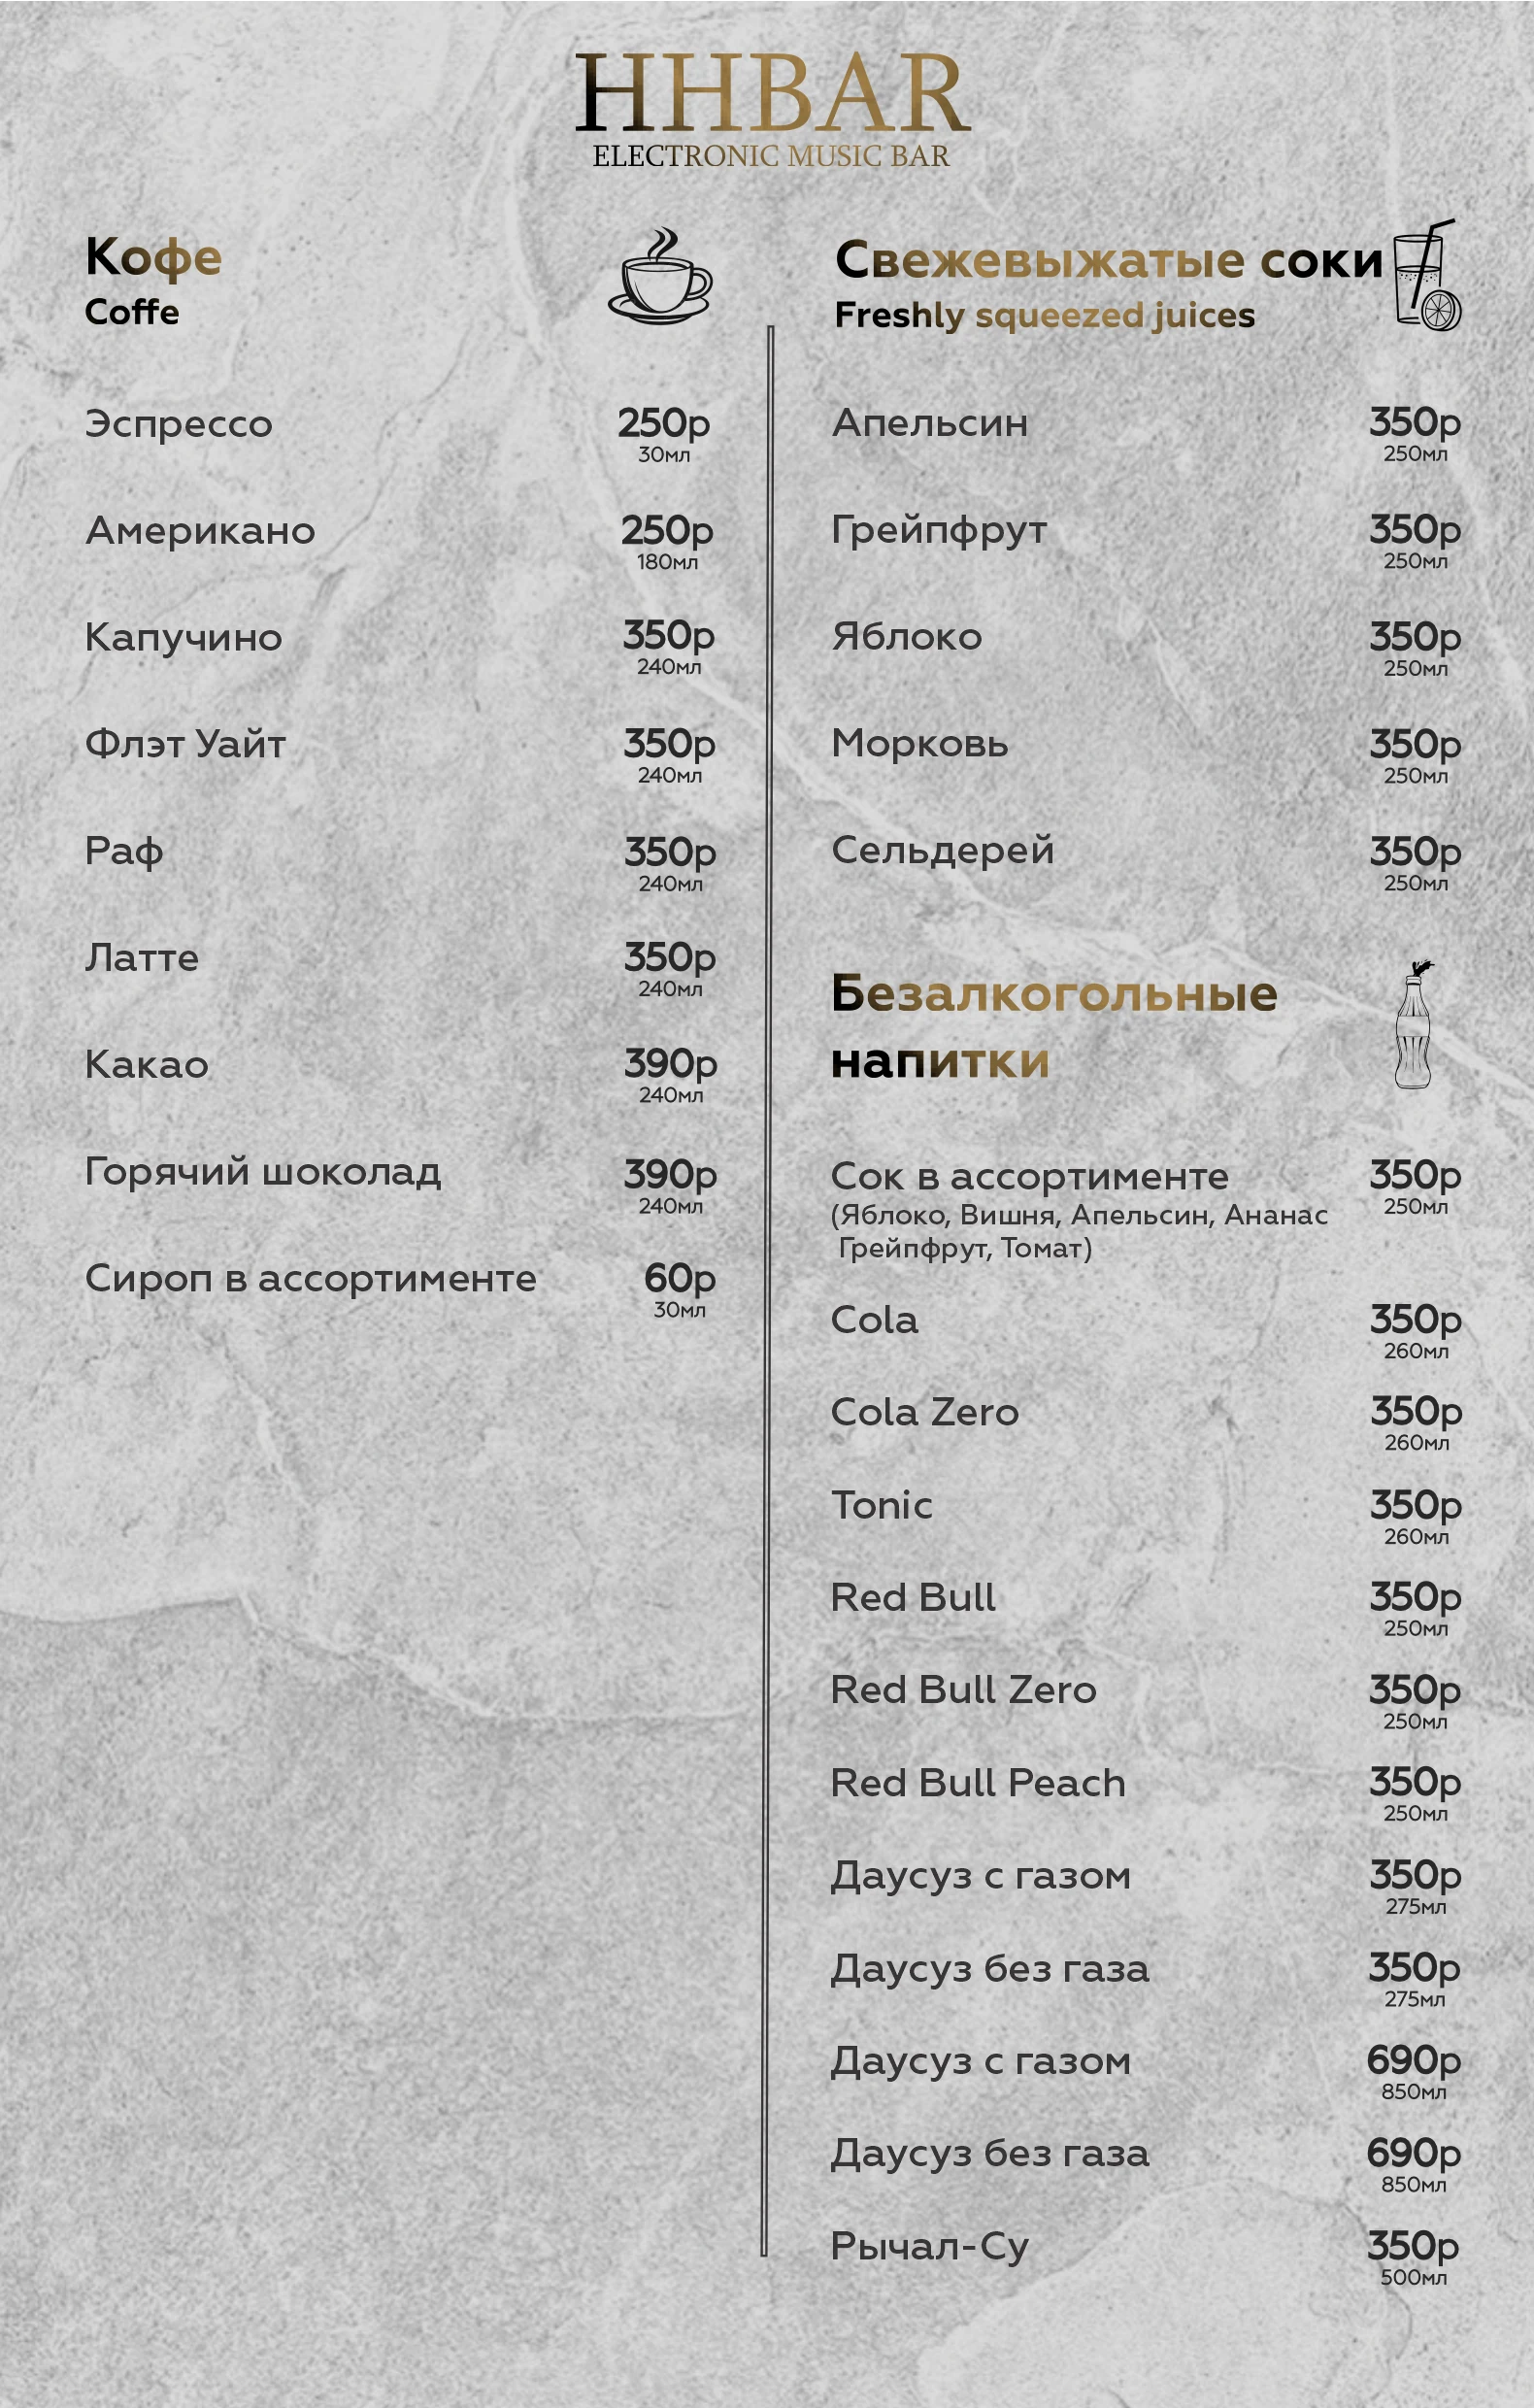 HHBAR
ELECTRONIC MUSIC BAR
Кофе
Coffe
Эспрессо 250р
30мл
Американо 250р
180мл
Капучино 350р
240мл
Флэт Уайт 350р
240мл
Раф 350р
240мл
Латте 350р
240мл
Какао 390р
240мл
Горячий шоколад 390р
240мл
Сироп в ассортименте 60р
30мл
Свежевыжатые соки
Freshly squeezed juices
Апельсин 350р
250мл
Грейпфрут 350р
250мл
Яблоко 350р
250мл
Морковь 350р
250мл
Сельдерей 350р
250мл
Безалкогольные
напитки
Сок в ассортименте 350р
(Яблоко, Вишня, Апельсин, Ананас 250мл
Грейпфрут, Томат)
Cola 350р
260мл
Cola Zero 350р
260мл
Tonic 350р
260мл
Red Bull 350р
250мл
Red Bull Zero 350р
250мл
Red Bull Peach 350р
250мл
Даусуз с газом 350р
275мл
Даусуз без газа 350р
275мл
Даусуз с газом 690р
850мл
Даусуз без газа 690р
850мл
Рычал-Су 350р
500мл